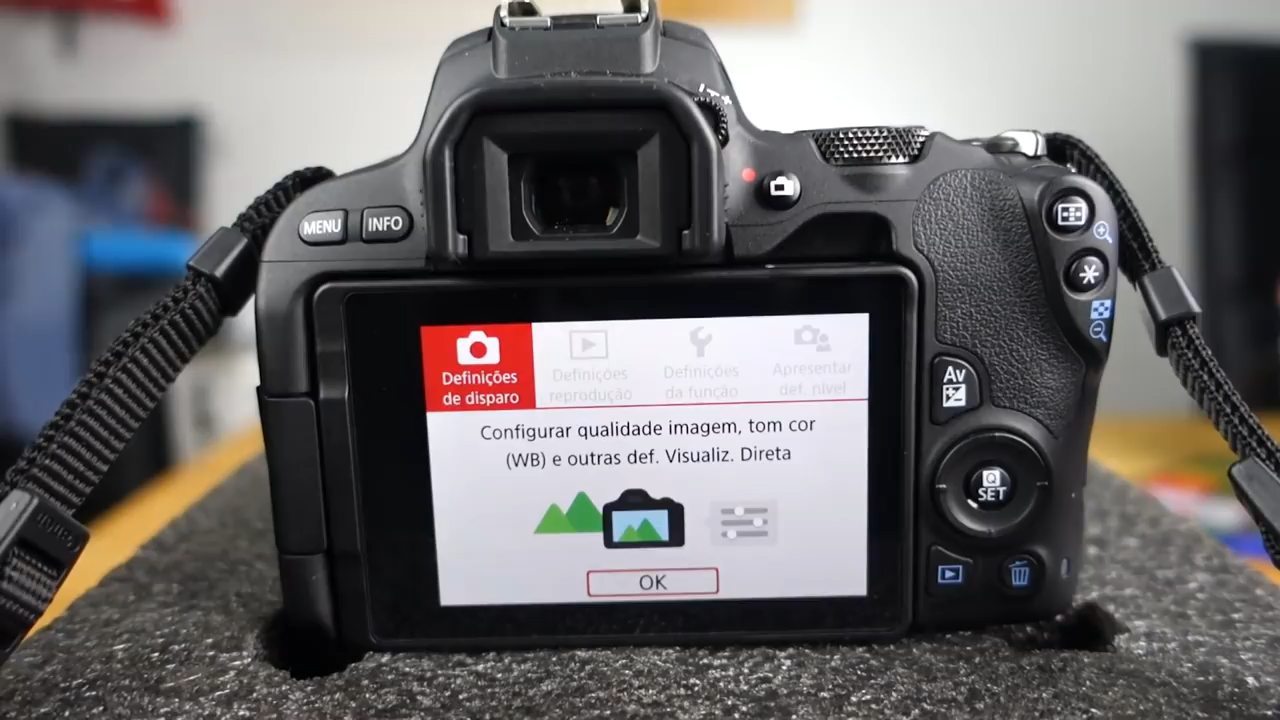 MENU
INFO
Definições
de disparo
Definições
reprodução
Definições
da função
Apresentar
def. nível
Configurar qualidade imagem, tom cor
(WB) e outras def. Visualiz. Direta
OK
Av
Q
SET
Canon